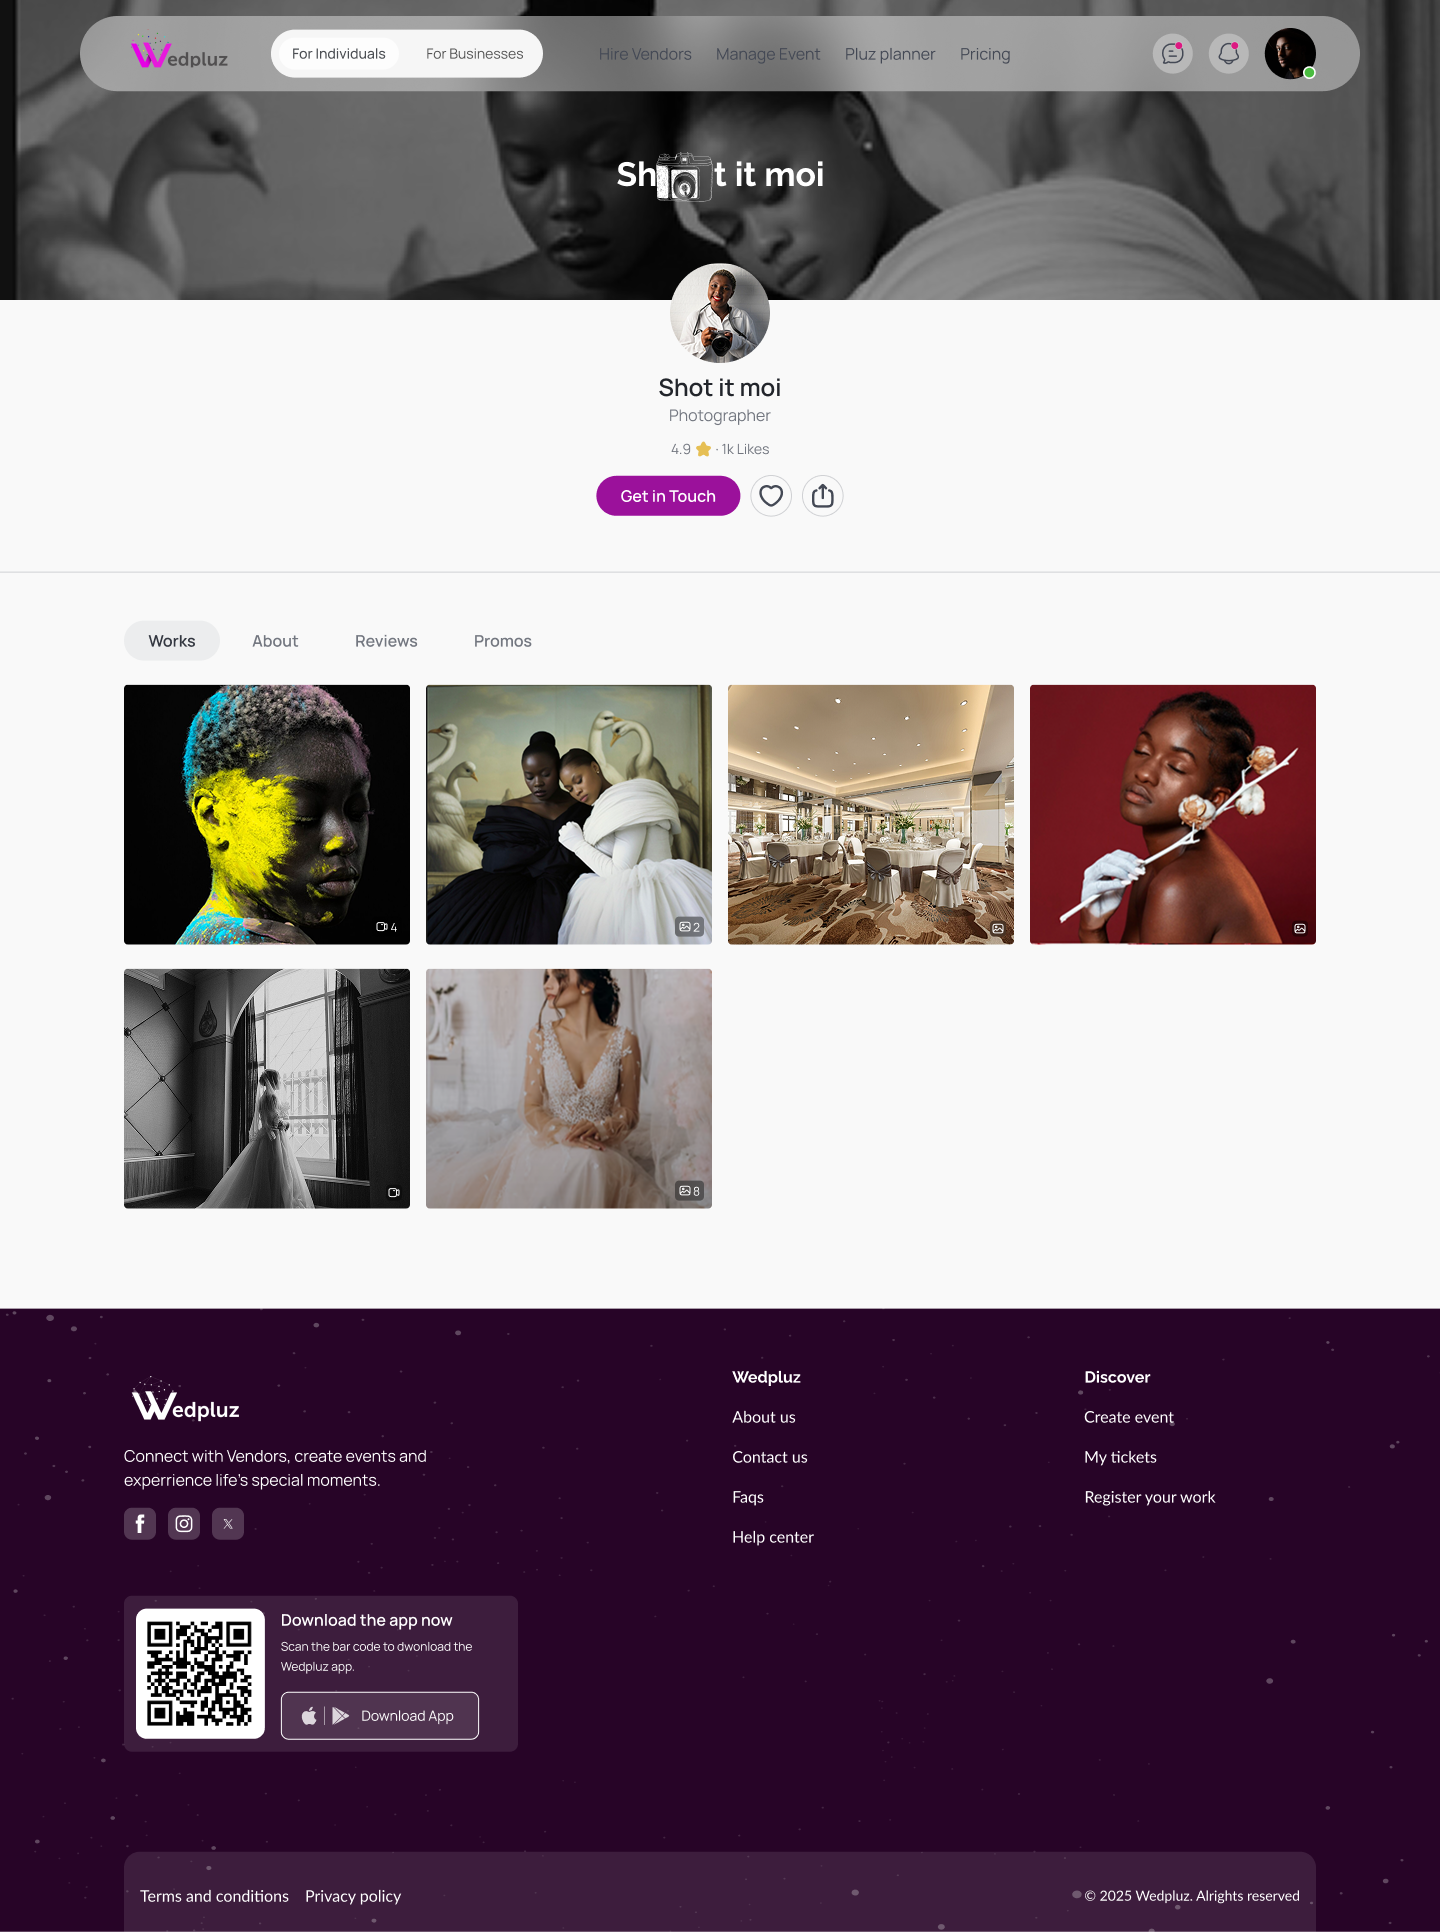 Wedpluz
For Individuals
For Businesses
Hire Vendors
Manage Event
Pluz planner
Pricing
Sh t it moi
Shot it moi
Photographer
4.9 · 1k Likes
Get in Touch
Works
About
Reviews
Promos
4
2
8
Wedpluz
Connect with Vendors, create events and
experrience life's special moments.
Wedpluz
About us
Contact us
Faqs
Help center
Discover
Create event
My tickets
Register your work
Download the app now
Scan the bar code to dwonload the
Wedpluz app.
Download App
Terms and conditions
Privacy policy
© 2025 Wedpluz. Alrights reserved